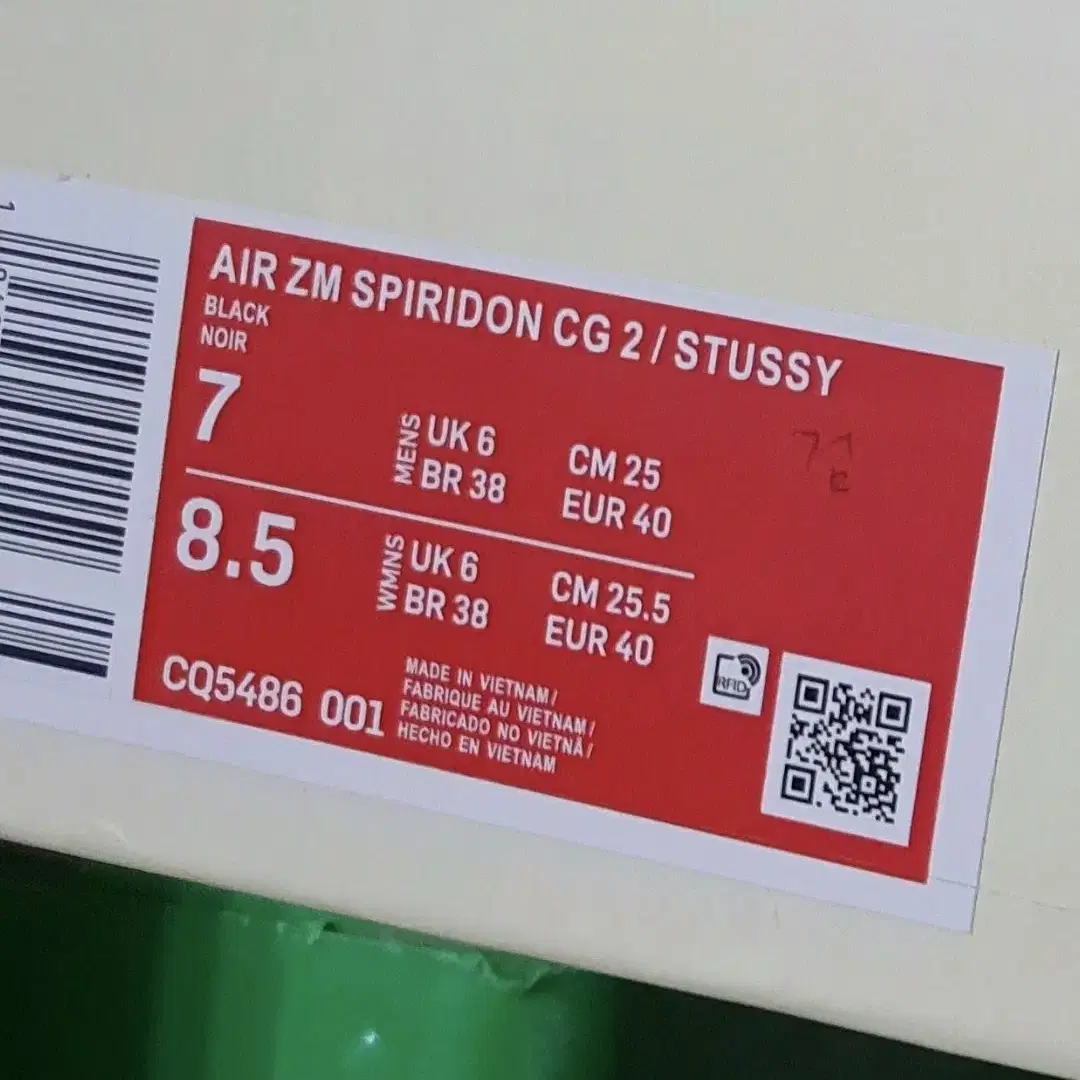 AIR ZM SPIRIDON CG 2 / STUSSY
BLACK
NOIR
7
MENS
UK 6
BR 38
CM 25
EUR 40
8.5
WMNS
UK 6
BR 38
CM 25.5
EUR 40
CQ5486 001
MADE IN VIETNAM/
FABRIQUE AU VIETNAM/
FABRICADO NO VIETNÃ/
HECHO EN VIETNAM
RFID